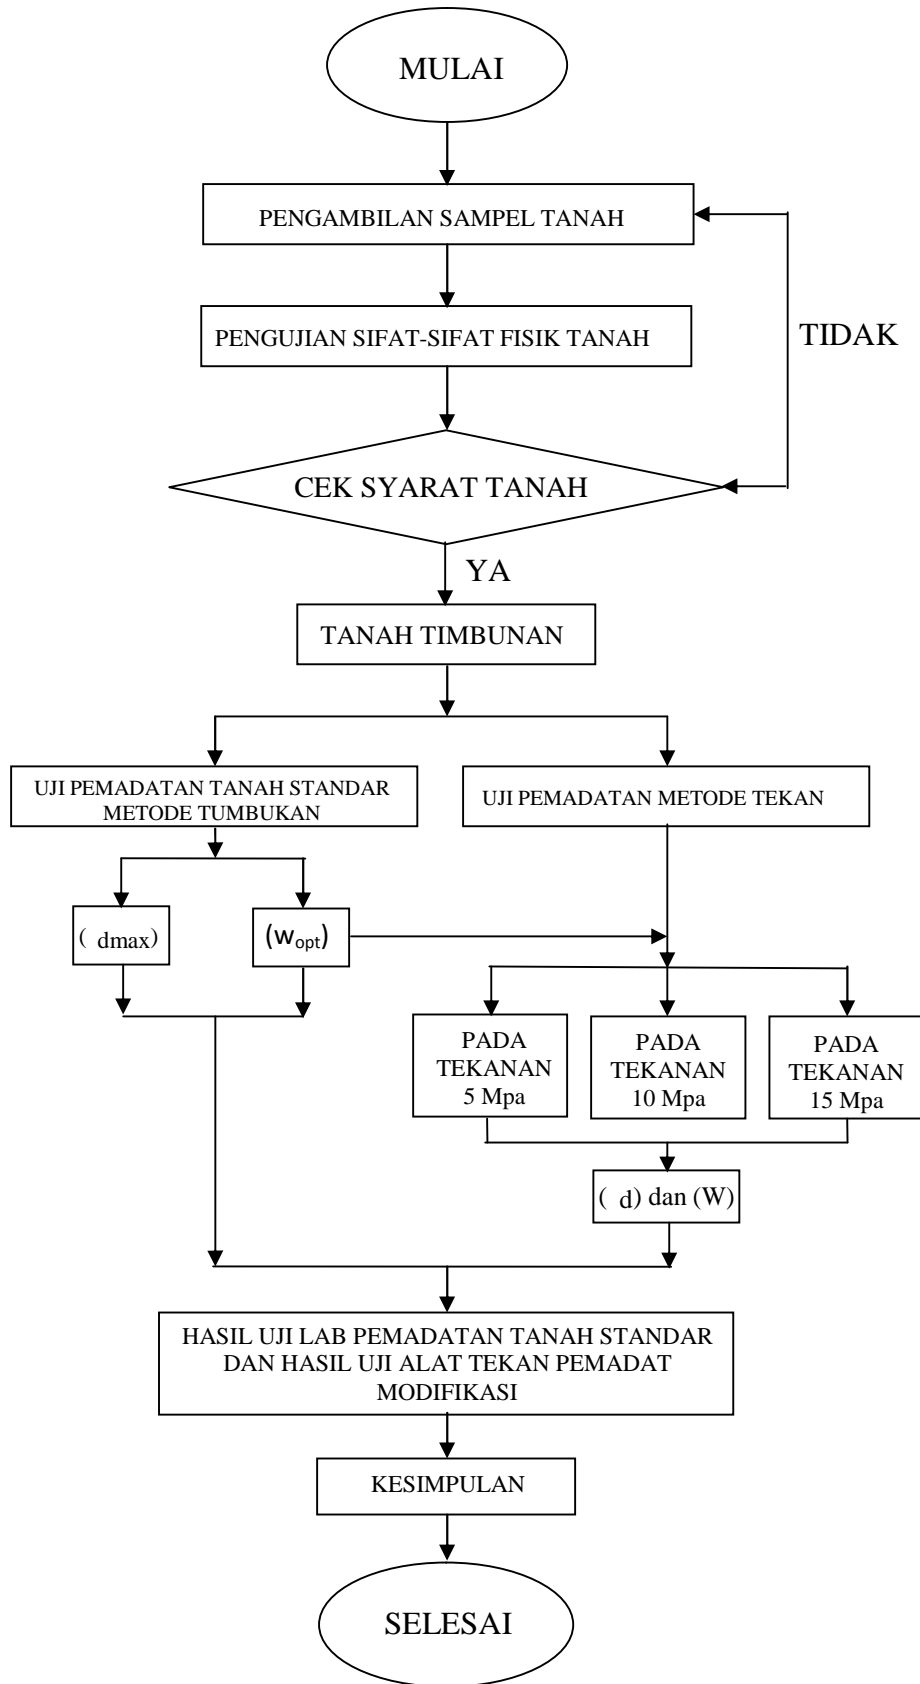 MULAI
PENGAMBILAN SAMPEL TANAH
PENGUJIAN SIFAT-SIFAT FISIK TANAH
TIDAK
CEK SYARAT TANAH
YA
TANAH TIMBUNAN
UJI PEMADATAN TANAH STANDAR
METODE TUMBUKAN
UJI PEMADATAN METODE TEKAN
( dmax)
(wopt)
PADA
TEKANAN
5 Mpa
PADA
TEKANAN
10 Mpa
PADA
TEKANAN
15 Mpa
( d) dan (W)
HASIL UJI LAB PEMADATAN TANAH STANDAR
DAN HASIL UJI ALAT TEKAN PEMADAT
MODIFIKASI
KESIMPULAN
SELESAI